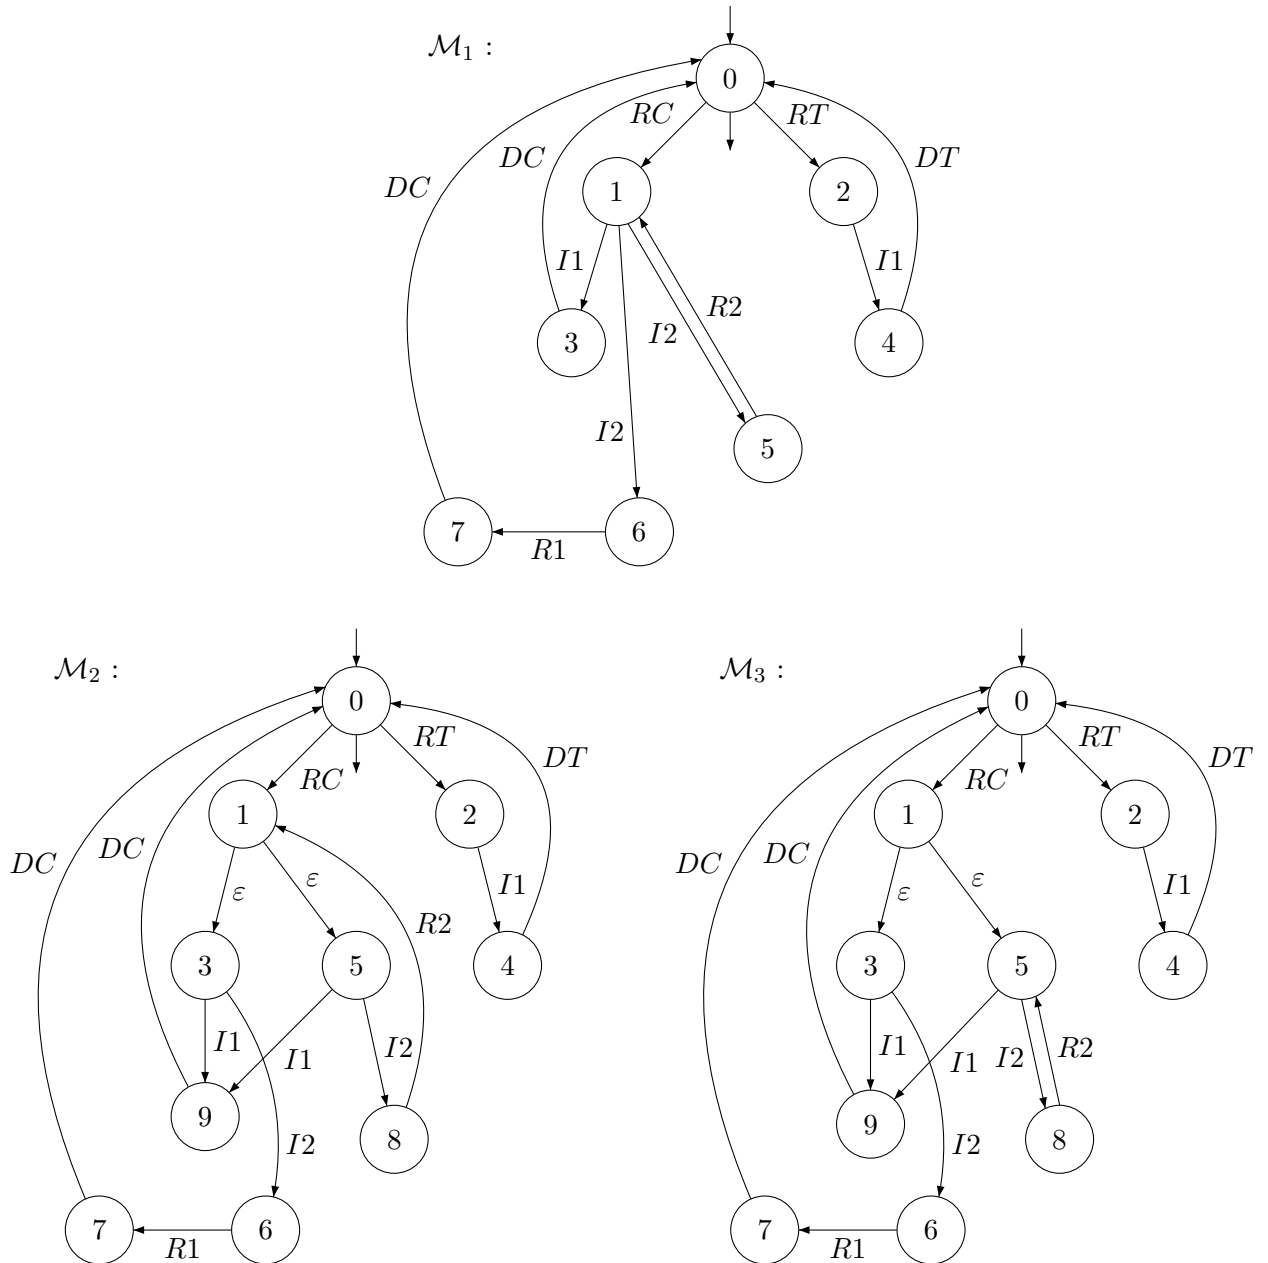 ℳ₁ :
0
RC RT
DC DT
DC
1 2
I1 I1
R2
I2
3 4
I2
5
7 6
R1
ℳ₂ : ℳ₃ :
0 0
RT RT
RC DT RC DT
1 2 1 2
DC DC DC DC
ε ε I1 ε ε I1
R2
3 5 4 3 5 4
I1 I1 I2 I1 I1 I2 R2
9 8 9 8
I2 I2
7 6 7 6
R1 R1